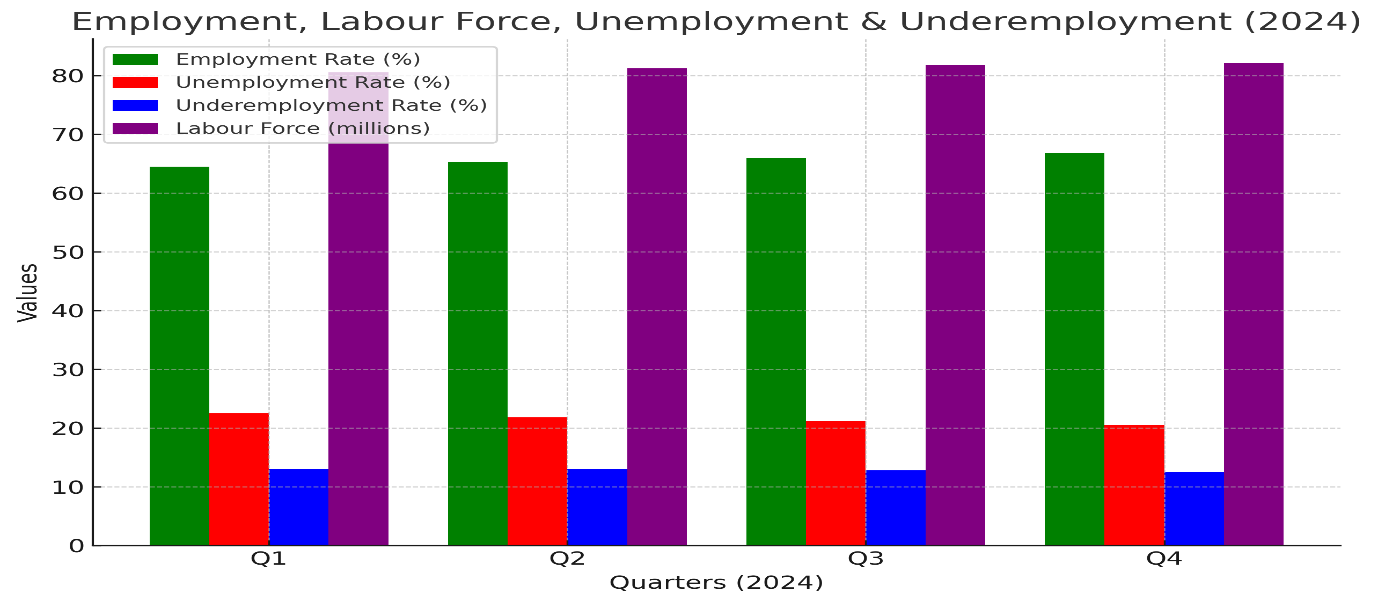 Employment, Labour Force, Unemployment & Underemployment (2024)
Employment Rate (%)
Unemployment Rate (%)
Underemployment Rate (%)
Labour Force (millions)
80
70
60
50
40
30
20
10
0
Values
Q1 Q2 Q3 Q4
Quarters (2024)